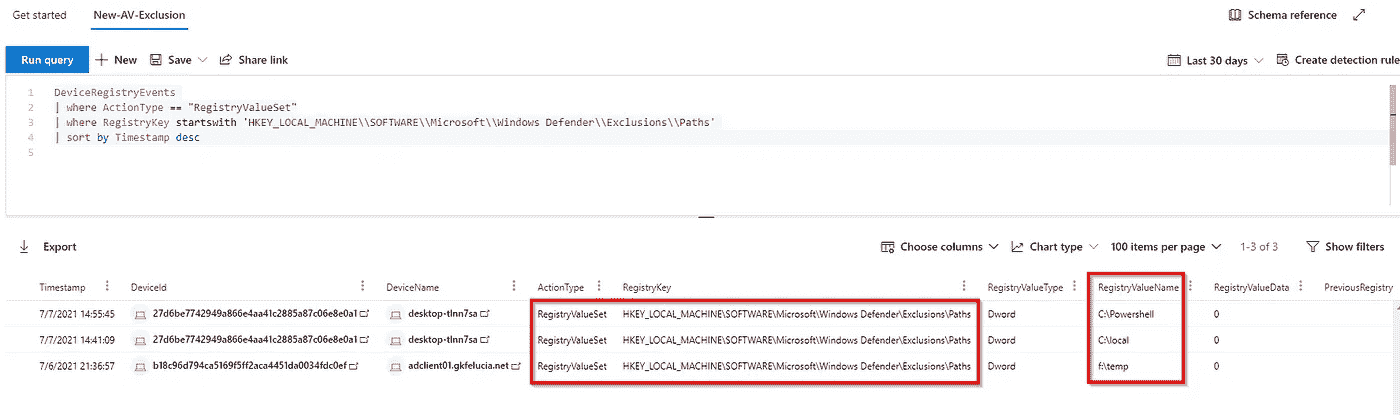 Get started New-AV-Exclusion Schema reference
Run query New Save Share link Last 30 days Create detection rule
1 DeviceRegistryEvents
2 | where ActionType == "RegistryValueSet"
3 | where RegistryKey startswith 'HKEY_LOCAL_MACHINE\\SOFTWARE\\Microsoft\\Windows Defender\\Exclusions\\Paths'
4 | sort by Timestamp desc
5
Export Choose columns Chart type 100 items per page 1-3 of 3 Show filters
Timestamp DeviceId DeviceName ActionType RegistryKey RegistryValueType RegistryValueName RegistryValueData PreviousRegistry
7/7/2021 14:55:45 27d6be7742949a866e4aa41c2885a87c06e8e0a1 desktop-tlnn7sa RegistryValueSet HKEY_LOCAL_MACHINE\SOFTWARE\Microsoft\Windows Defender\Exclusions\Paths Dword C:\Powershell 0
7/7/2021 14:41:09 27d6be7742949a866e4aa41c2885a87c06e8e0a1 desktop-tlnn7sa RegistryValueSet HKEY_LOCAL_MACHINE\SOFTWARE\Microsoft\Windows Defender\Exclusions\Paths Dword C:\local 0
7/6/2021 21:36:57 b18c96d794ca5169f5ff2aca4451da0034fdc0ef adclient01.gkfelucia.net RegistryValueSet HKEY_LOCAL_MACHINE\SOFTWARE\Microsoft\Windows Defender\Exclusions\Paths Dword f:\temp 0